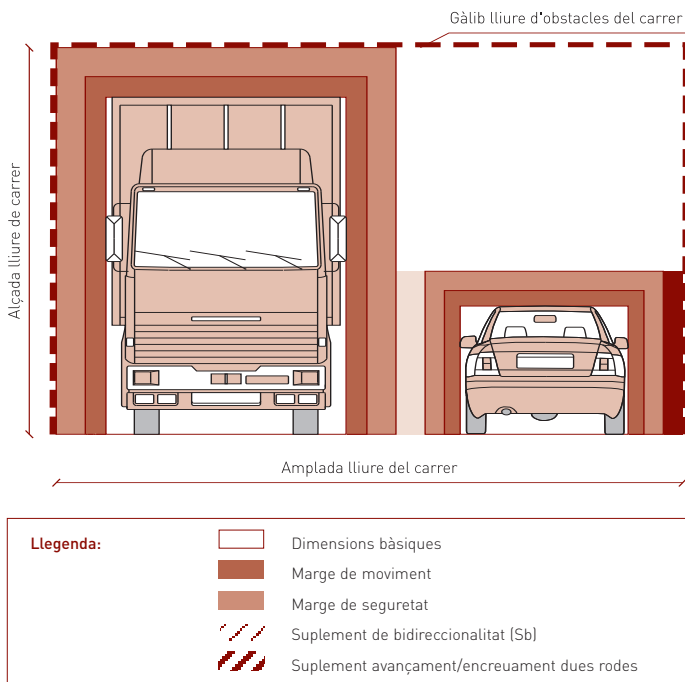 Gàlib lliure d'obstacles del carrer
Alçada lliure de carrer
Amplada lliure del carrer
Llegenda:
Dimensions bàsiques
Marge de moviment
Marge de seguretat
Suplement de bidireccionalitat (Sb)
Suplement avançament/encreuament dues rodes